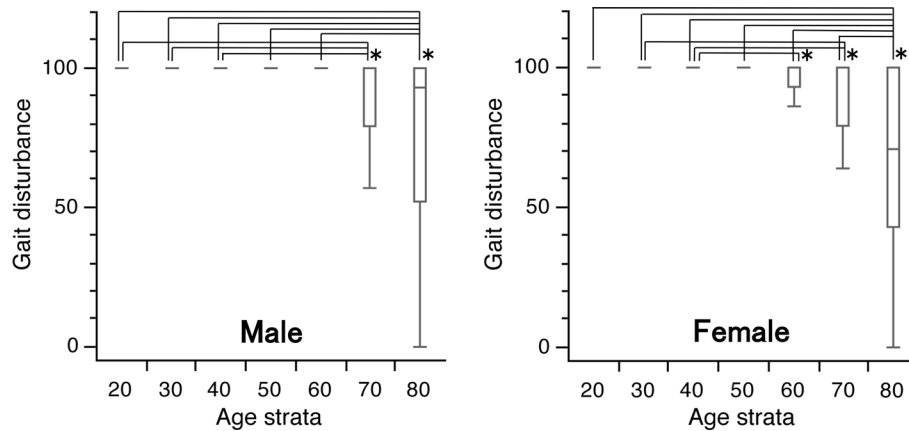 * *
100
50
0
Gait disturbance
Male
20 30 40 50 60 70 80
Age strata
* * *
100
50
0
Gait disturbance
Female
20 30 40 50 60 70 80
Age strata